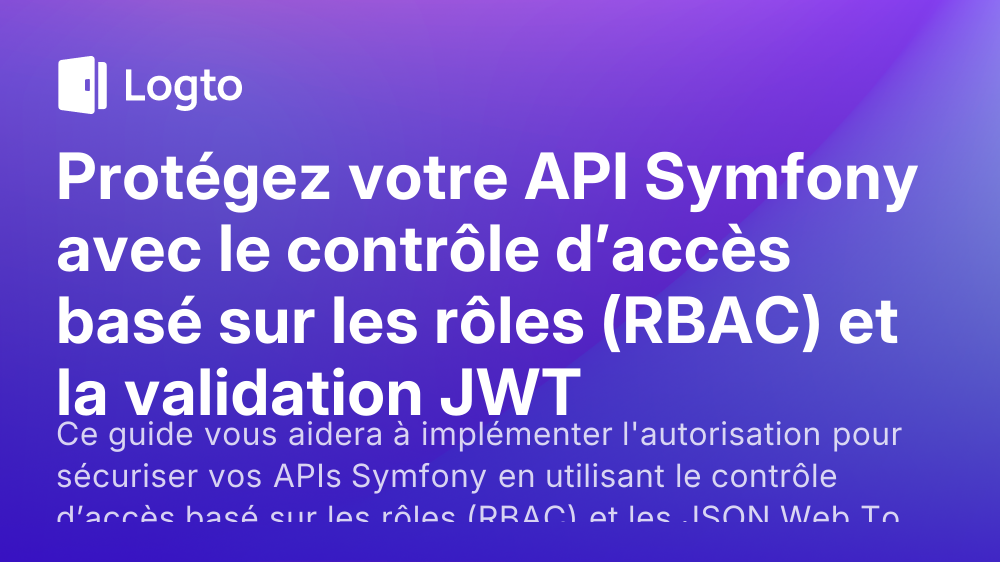 Logto
Protégez votre API Symfony
avec le contrôle d’accès
basé sur les rôles (RBAC) et
la validation JWT
Ce guide vous aidera à implémenter l'autorisation pour
sécuriser vos APIs Symfony en utilisant le contrôle
d’accès basé sur les rôles (RBAC) et les JSON Web To